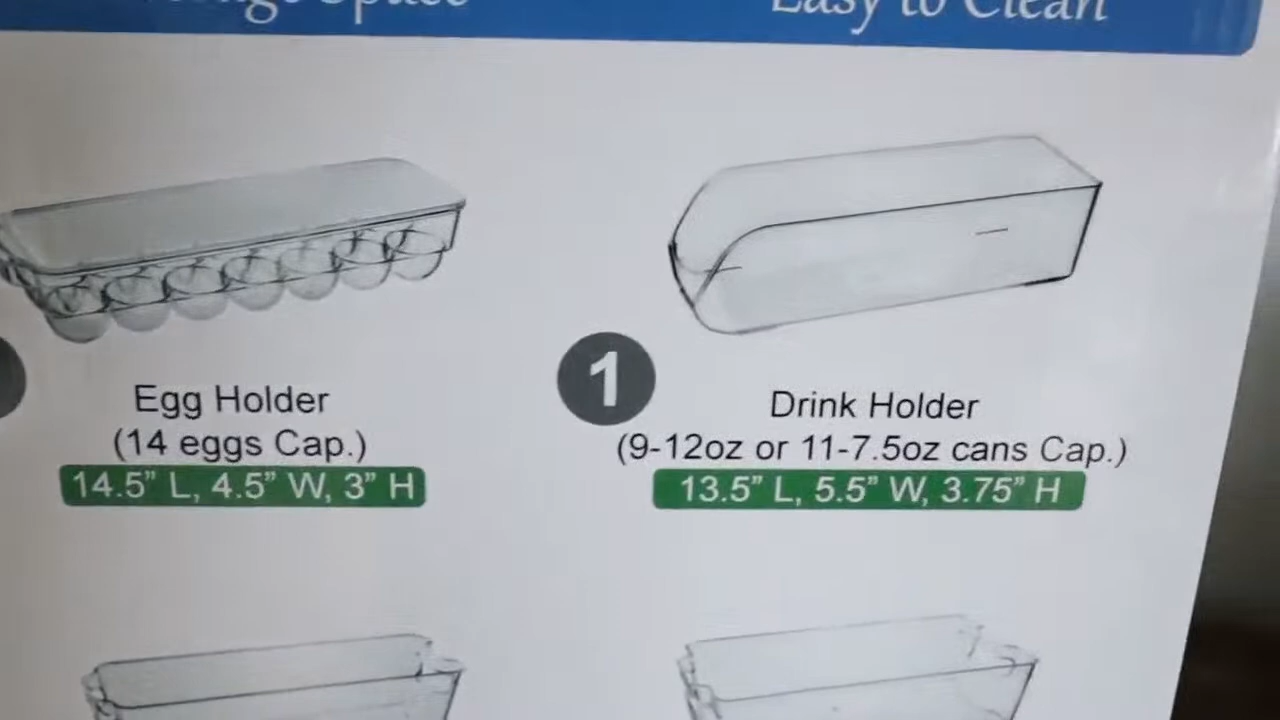 Space
Easy to Clean
Egg Holder
(14 eggs Cap.)
14.5” L, 4.5” W, 3” H
1
Drink Holder
(9-12oz or 11-7.5oz cans Cap.)
13.5” L, 5.5” W, 3.75” H